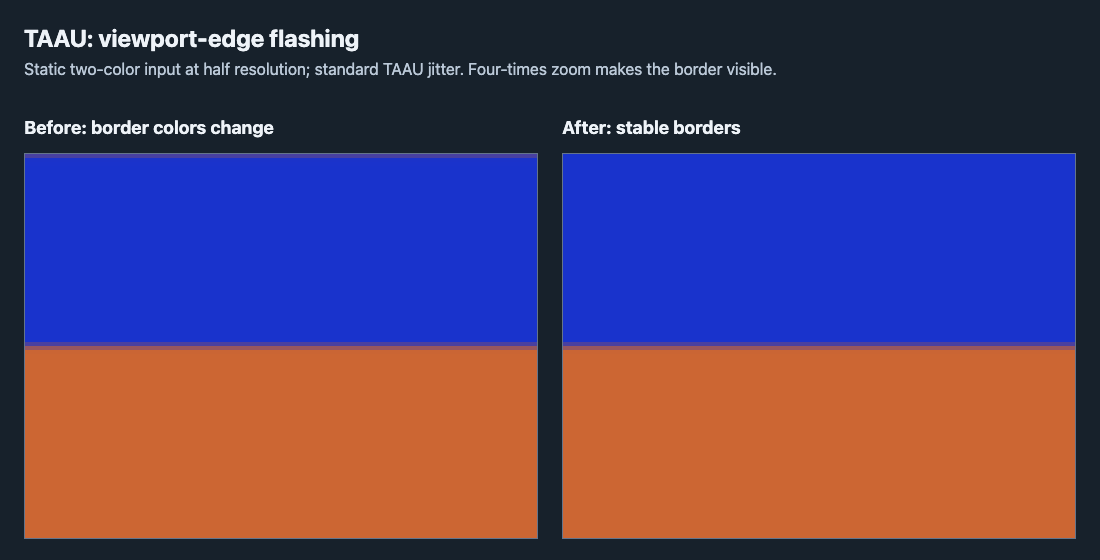 TAAU: viewport-edge flashing
Static two-color input at half resolution; standard TAAU jitter. Four-times zoom makes the border visible.
Before: border colors change
After: stable borders